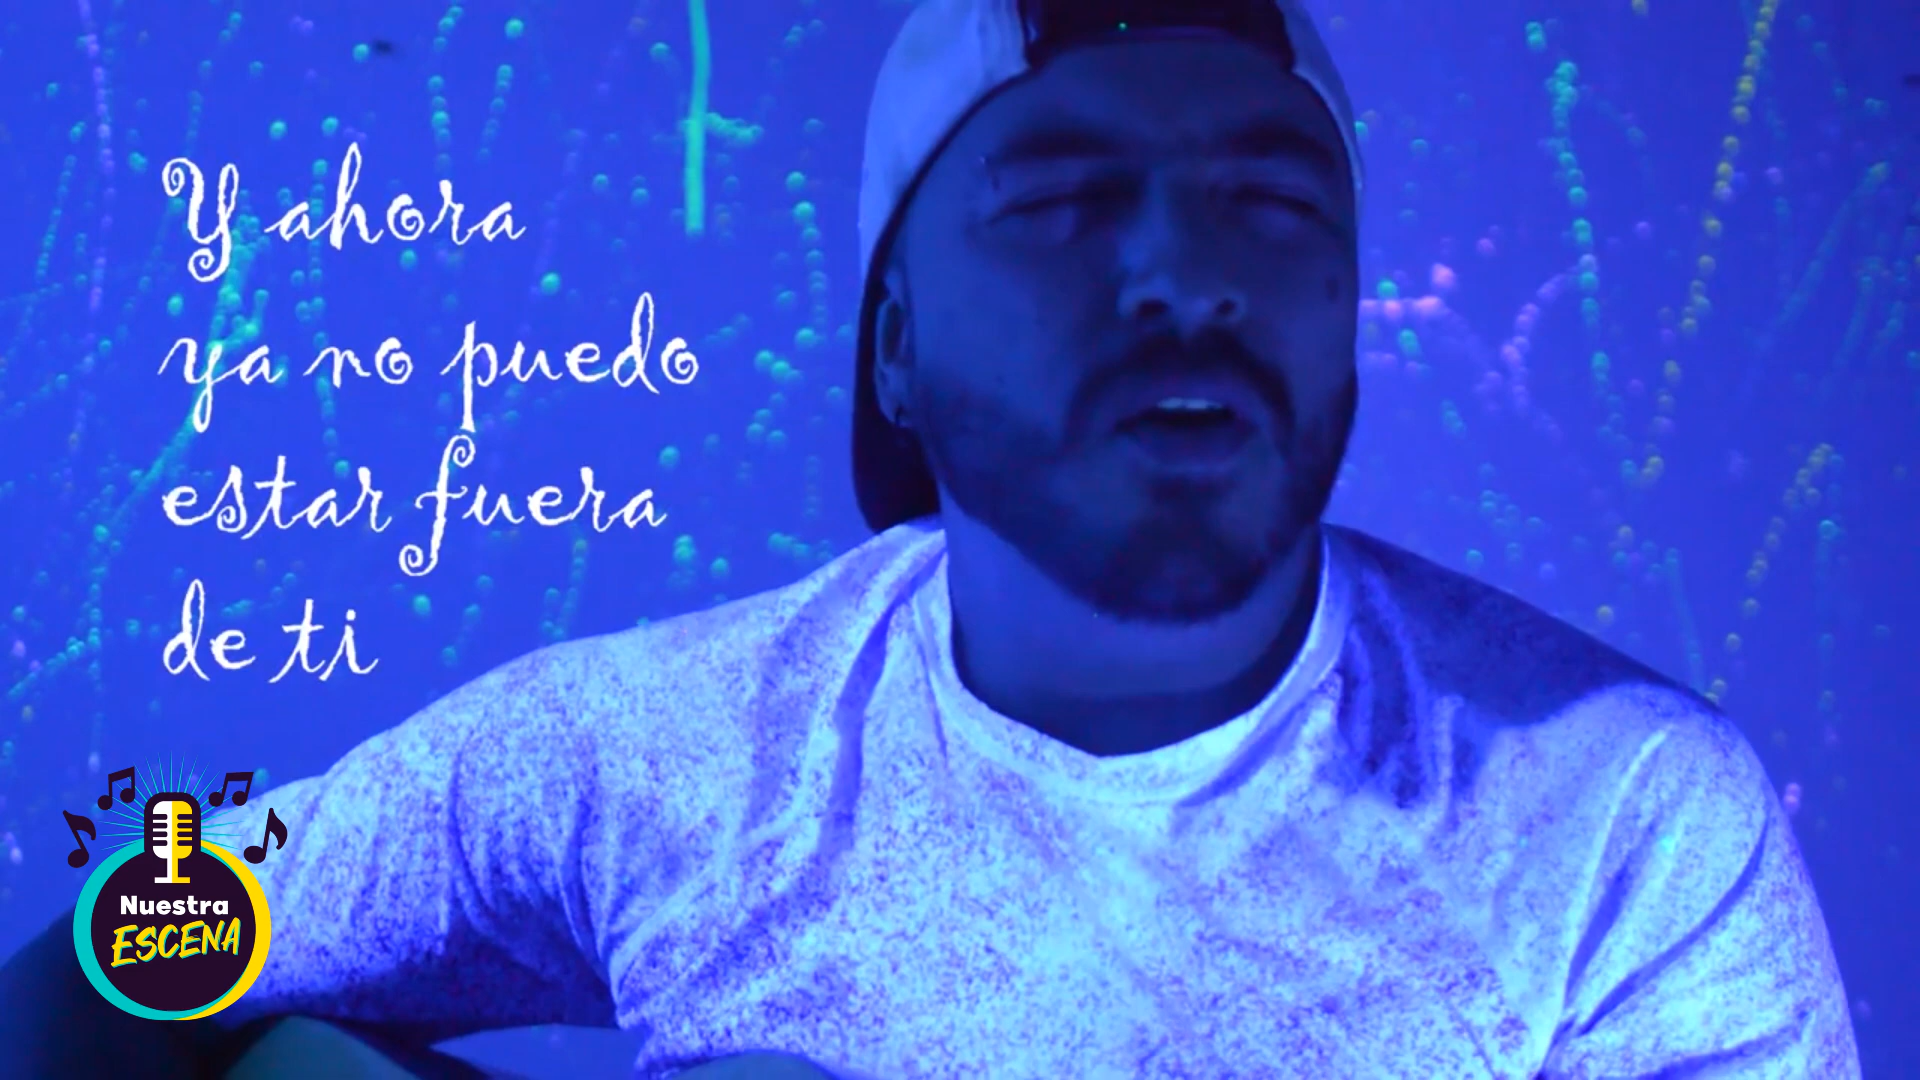 Y ahora
ya no puedo
estar fuera
de ti
Nuestra
ESCENA